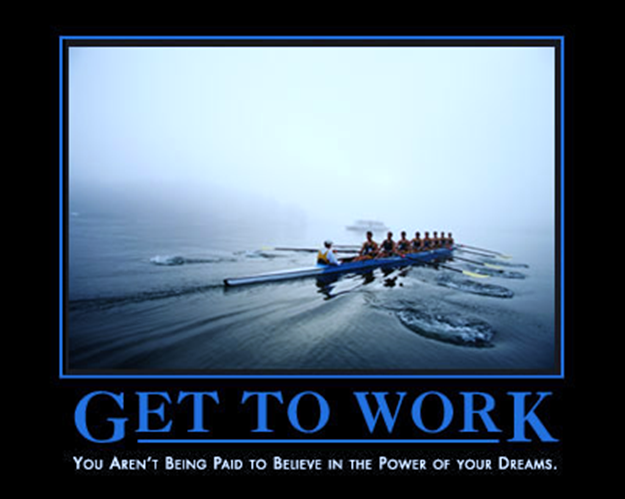 GET TO WORK
YOU AREN'T BEING PAID TO BELIEVE IN THE POWER OF YOUR DREAMS.